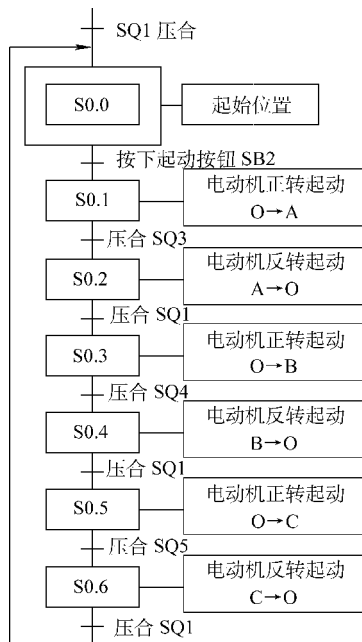 SQ1 压合
S0.0
起始位置
按下起动按钮 SB2
S0.1
电动机正转起动
O→A
压合 SQ3
S0.2
电动机反转起动
A→O
压合 SQ1
S0.3
电动机正转起动
O→B
压合 SQ4
S0.4
电动机反转起动
B→O
压合 SQ1
S0.5
电动机正转起动
O→C
压合 SQ5
S0.6
电动机反转起动
C→O
压合 SQ1